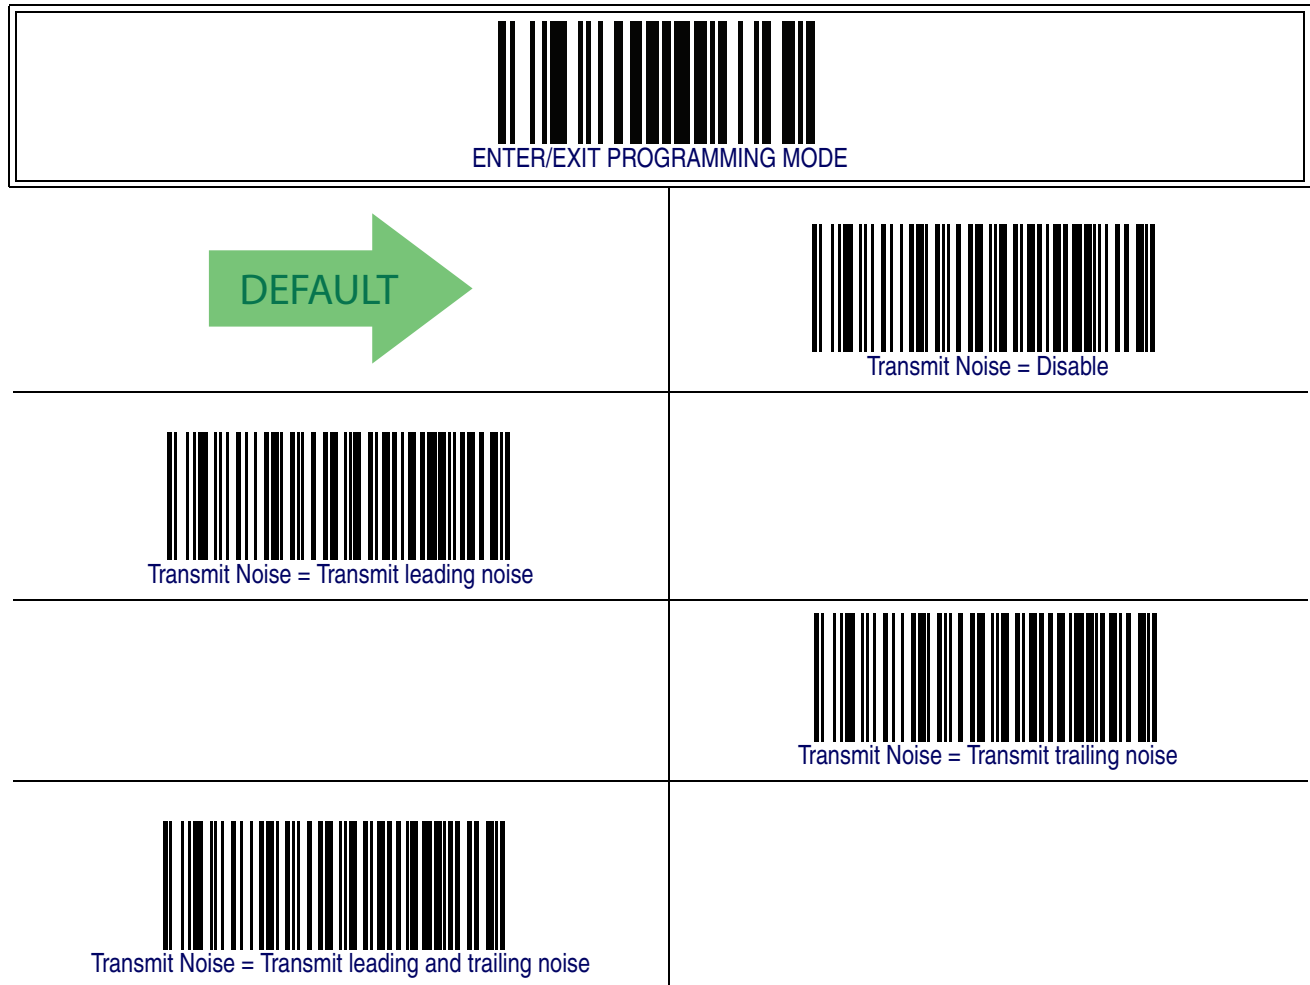 ENTER/EXIT PROGRAMMING MODE
DEFAULT
Transmit Noise = Disable
Transmit Noise = Transmit leading noise
Transmit Noise = Transmit trailing noise
Transmit Noise = Transmit leading and trailing noise